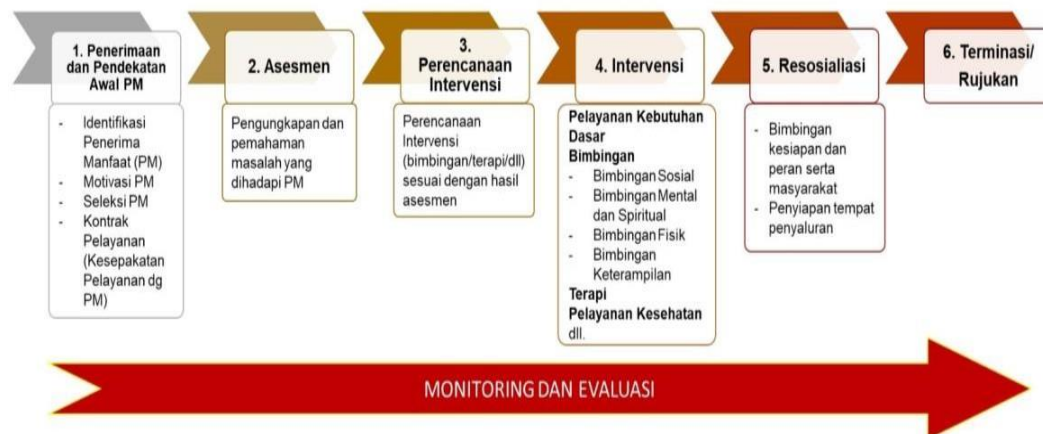 1. Penerimaan
dan Pendekatan
Awal PM
- Identifikasi
Penerima
Manfaat (PM)
- Motivasi PM
- Seleksi PM
- Kontrak
Pelayanan
(Kesepakatan
Pelayanan dg
PM)
2. Asesmen
Pengungkapan dan
pemahaman
masalah yang
dihadapi PM
3.
Perencanaan
Intervensi
Perencanaan
Intervensi
(bimbingan/terapi/dll)
sesuai dengan hasil
asesmen
4. Intervensi
Pelayanan Kebutuhan
Dasar
Bimbingan
- Bimbingan Sosial
- Bimbingan Mental
dan Spiritual
- Bimbingan Fisik
- Bimbingan
Keterampilan
Terapi
Pelayanan Kesehatan
dll.
5. Resosialiasi
- Bimbingan
kesiapan dan
peran serta
masyarakat
- Penyiapan tempat
penyaluran
6. Terminasi/
Rujukan
MONITORING DAN EVALUASI